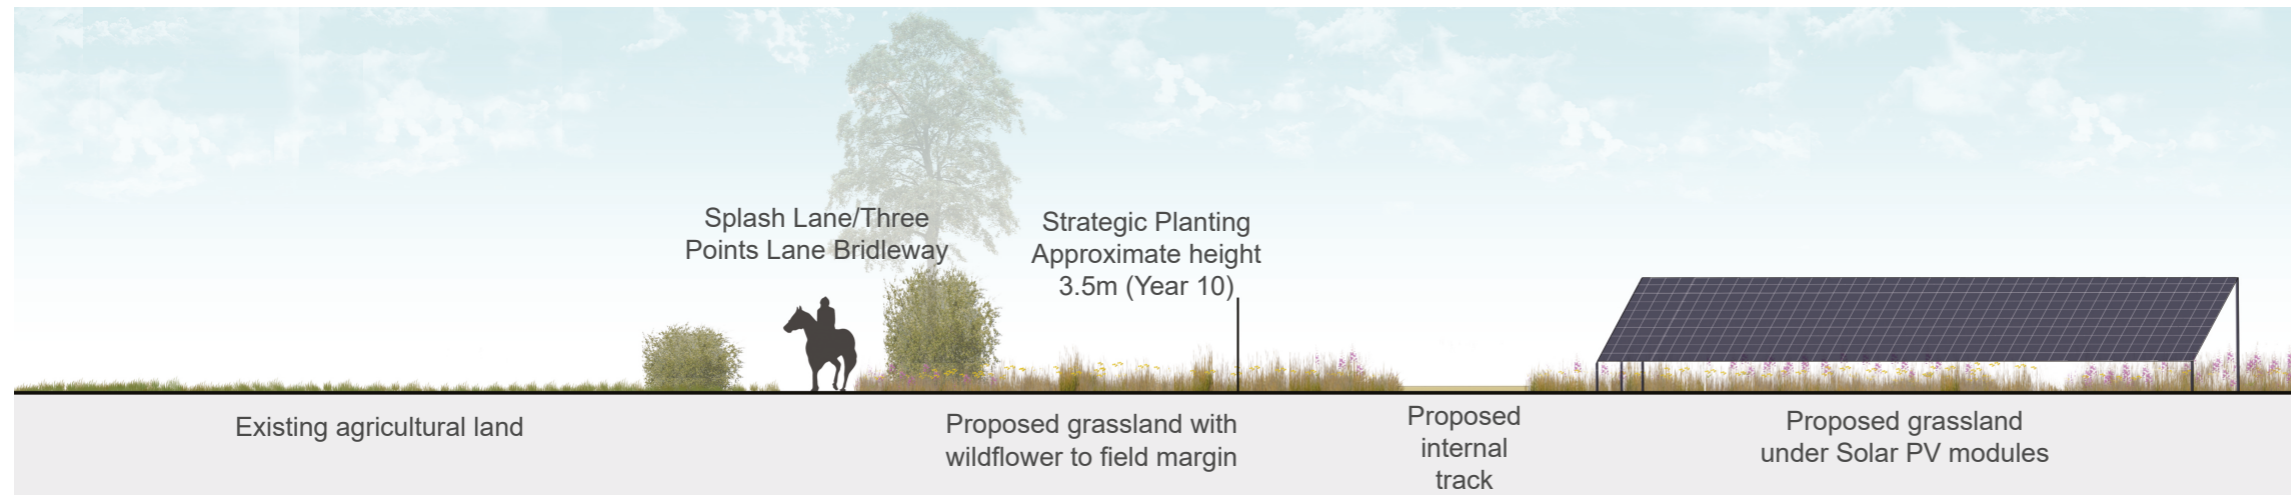 Splash Lane/Three
Points Lane Bridleway
Strategic Planting
Approximate height
3.5m (Year 10)
Existing agricultural land
Proposed grassland with
wildflower to field margin
Proposed
internal
track
Proposed grassland
under Solar PV modules